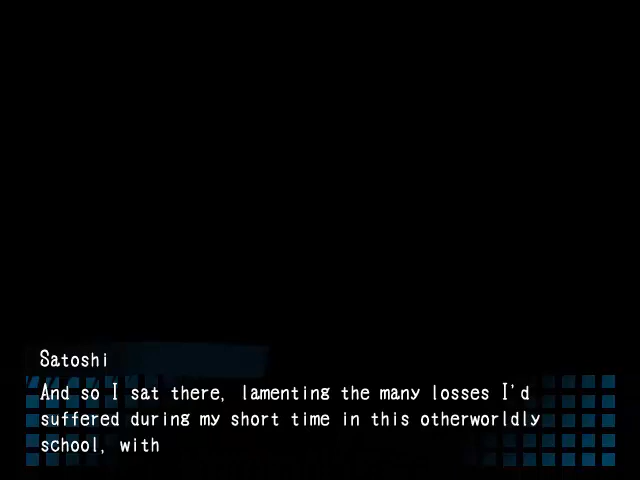 Satoshi
And so I sat there, lamenting the many losses I'd
suffered during my short time in this otherworldly
school, with